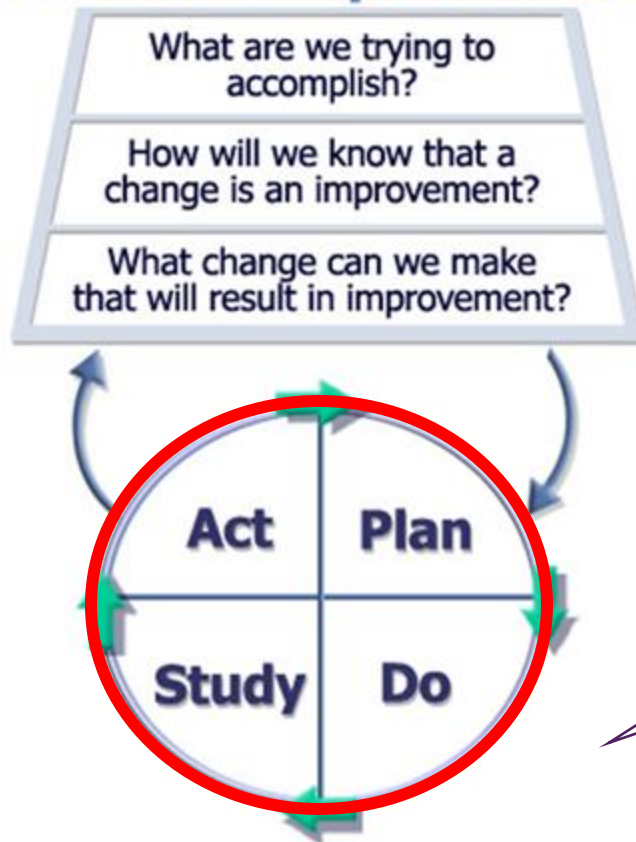 What are we trying to
accomplish?
How will we know that a
change is an improvement?
What change can we make
that will result in improvement?
Act Plan
Study Do